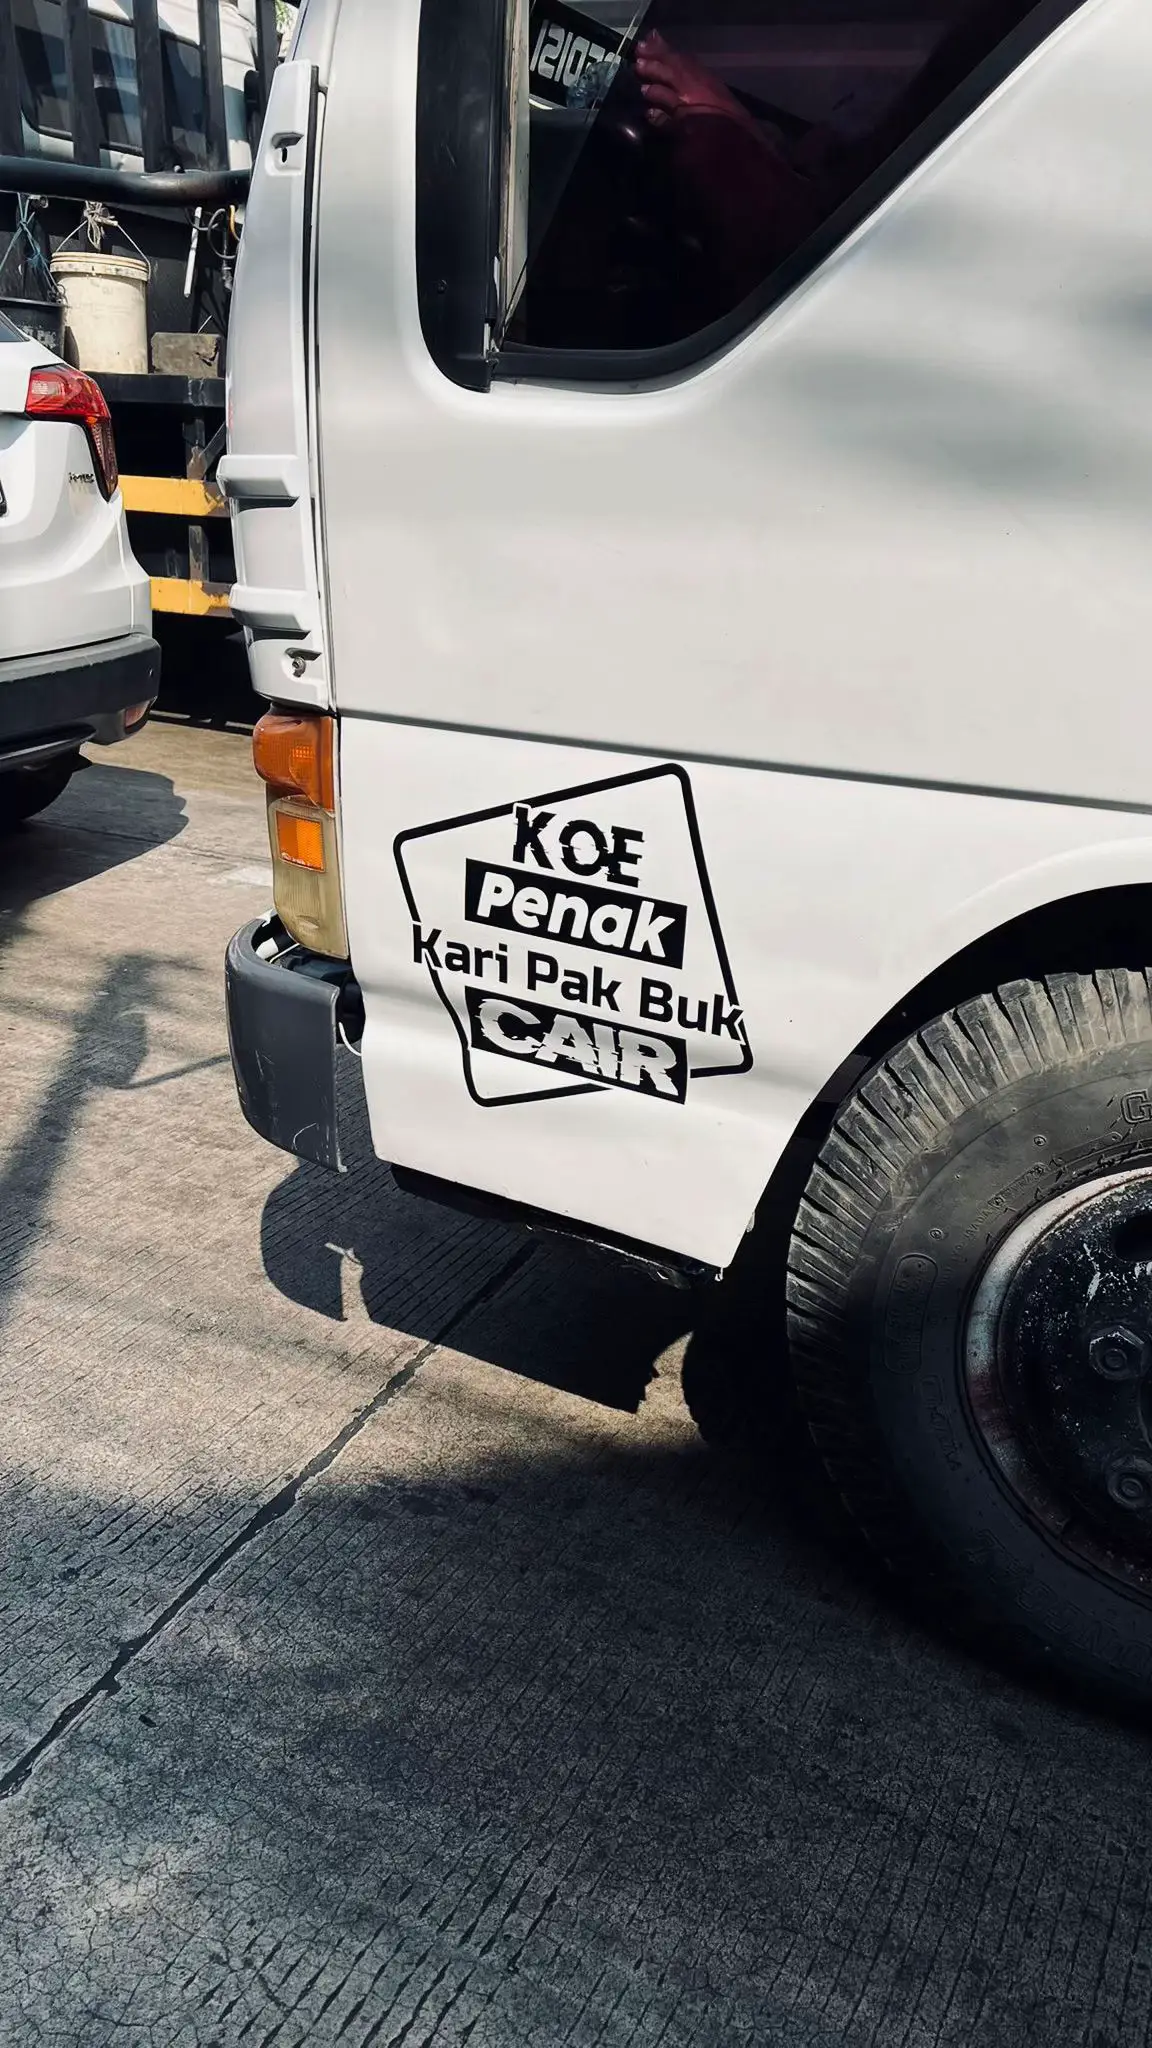 KOE
Penak
Kari Pak Buk
CAIR